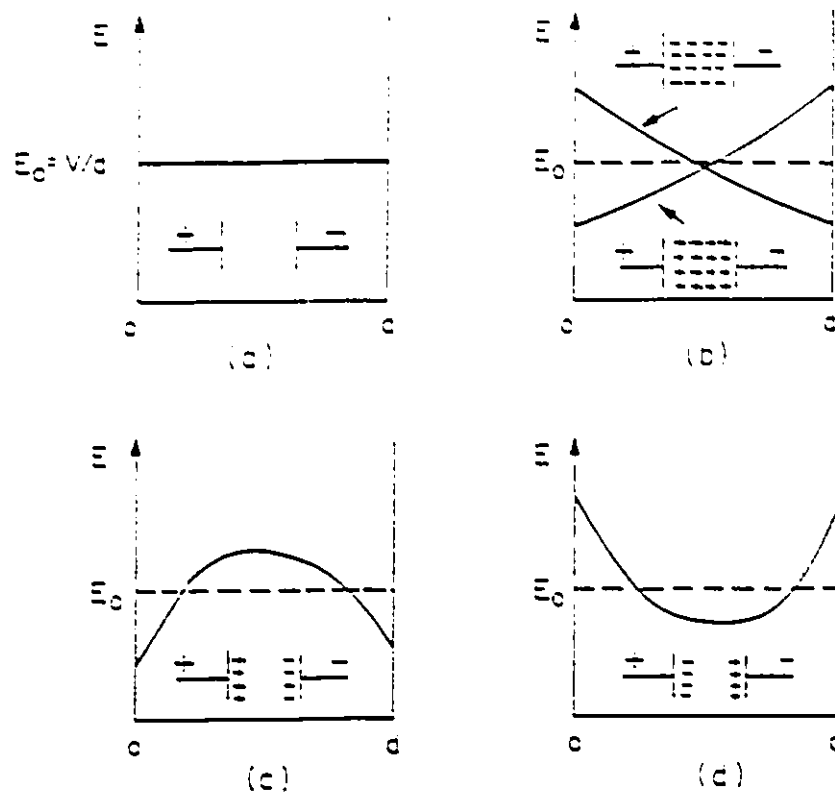 E
E₀ = V/d
+ −
0 d
(a)
E
+ −
E₀
+ −
0 d
(b)
E
E₀
+ −
0 d
(c)
E
E₀
+ −
0 d
(d)